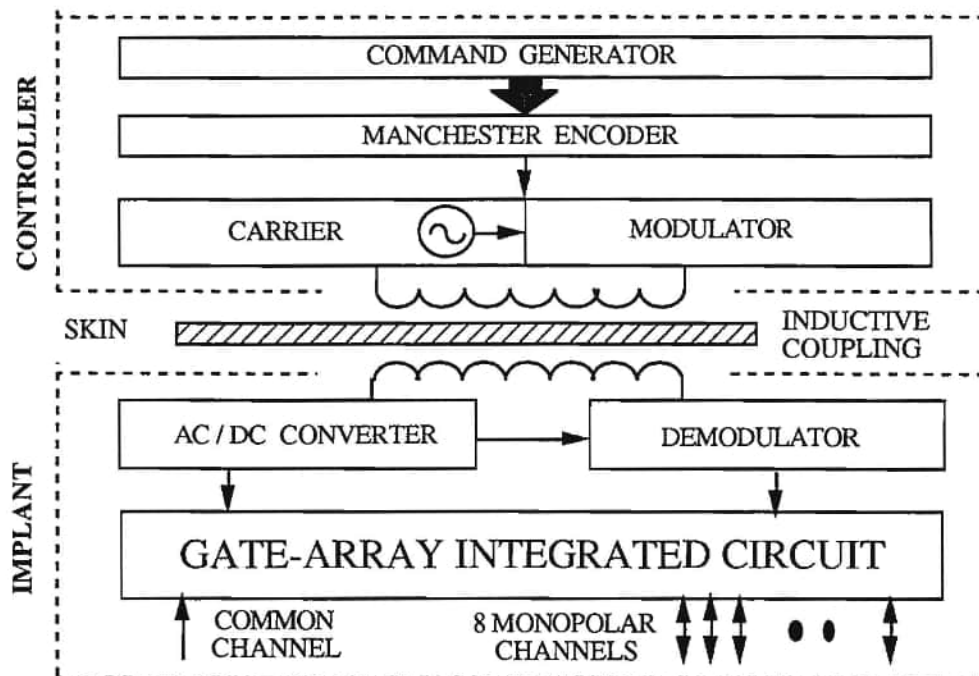 CONTROLLER
COMMAND GENERATOR
MANCHESTER ENCODER
CARRIER
MODULATOR
SKIN
INDUCTIVE
COUPLING
IMPLANT
AC / DC CONVERTER
DEMODULATOR
GATE-ARRAY INTEGRATED CIRCUIT
COMMON
CHANNEL
8 MONOPOLAR
CHANNELS